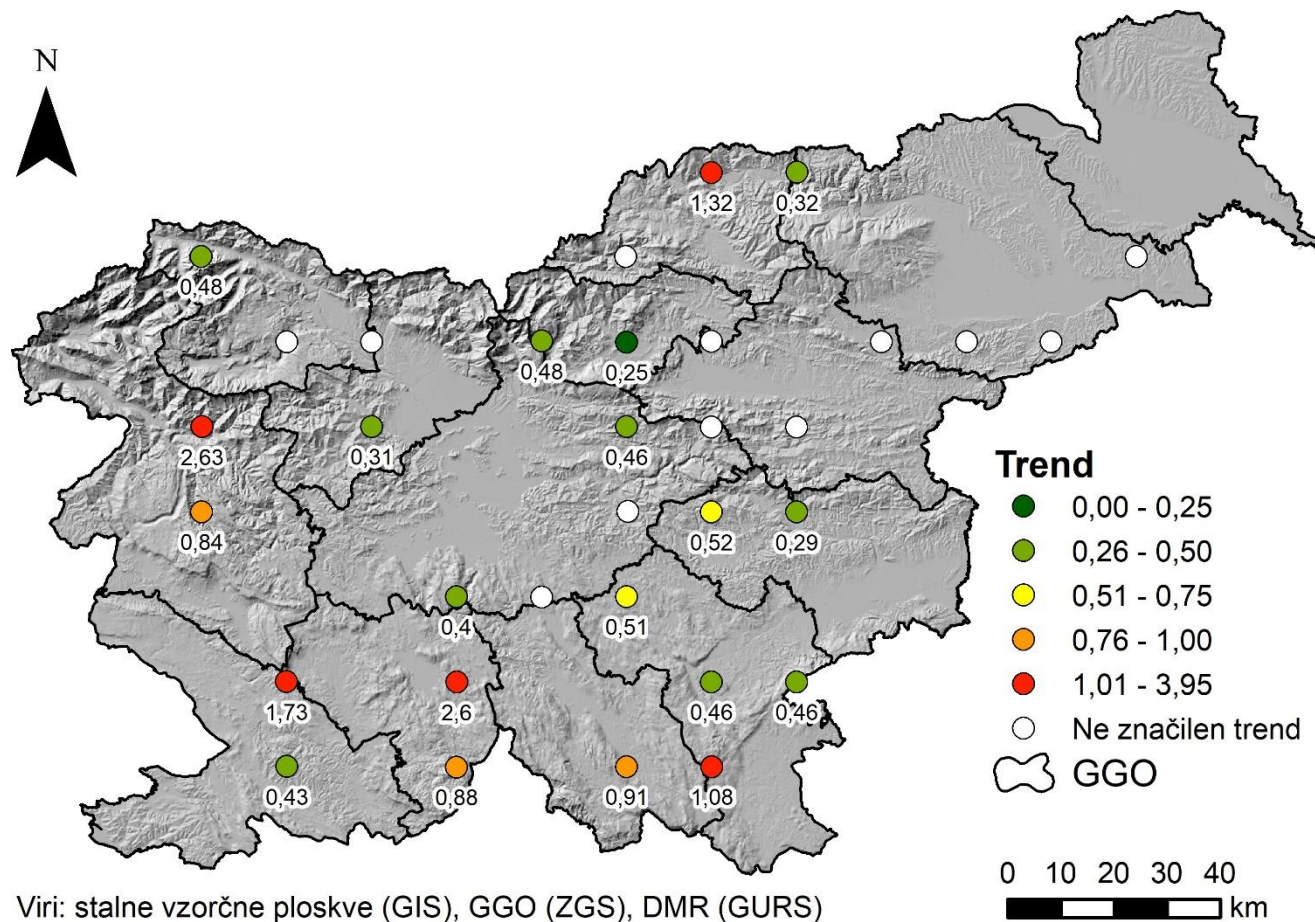 N
1,32
0,32
0,48
0,48
0,25
2,63
0,31
0,46
0,84
0,52
0,29
0,4
0,51
1,73
2,6
0,46
0,46
0,43
0,88
0,91
1,08
Trend
0,00 - 0,25
0,26 - 0,50
0,51 - 0,75
0,76 - 1,00
1,01 - 3,95
Ne značilen trend
GGO
0 10 20 30 40
km
Viri: stalne vzorčne ploskve (GIS), GGO (ZGS), DMR (GURS)